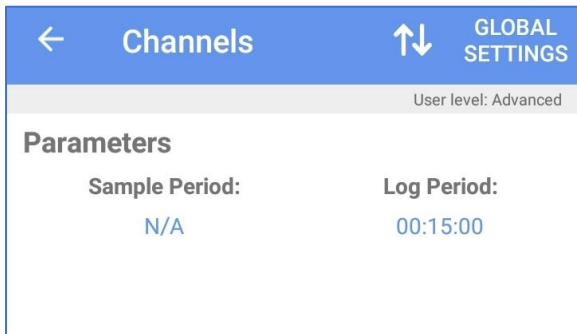 Channels
GLOBAL
SETTINGS
User level: Advanced
Parameters
Sample Period: Log Period:
N/A 00:15:00